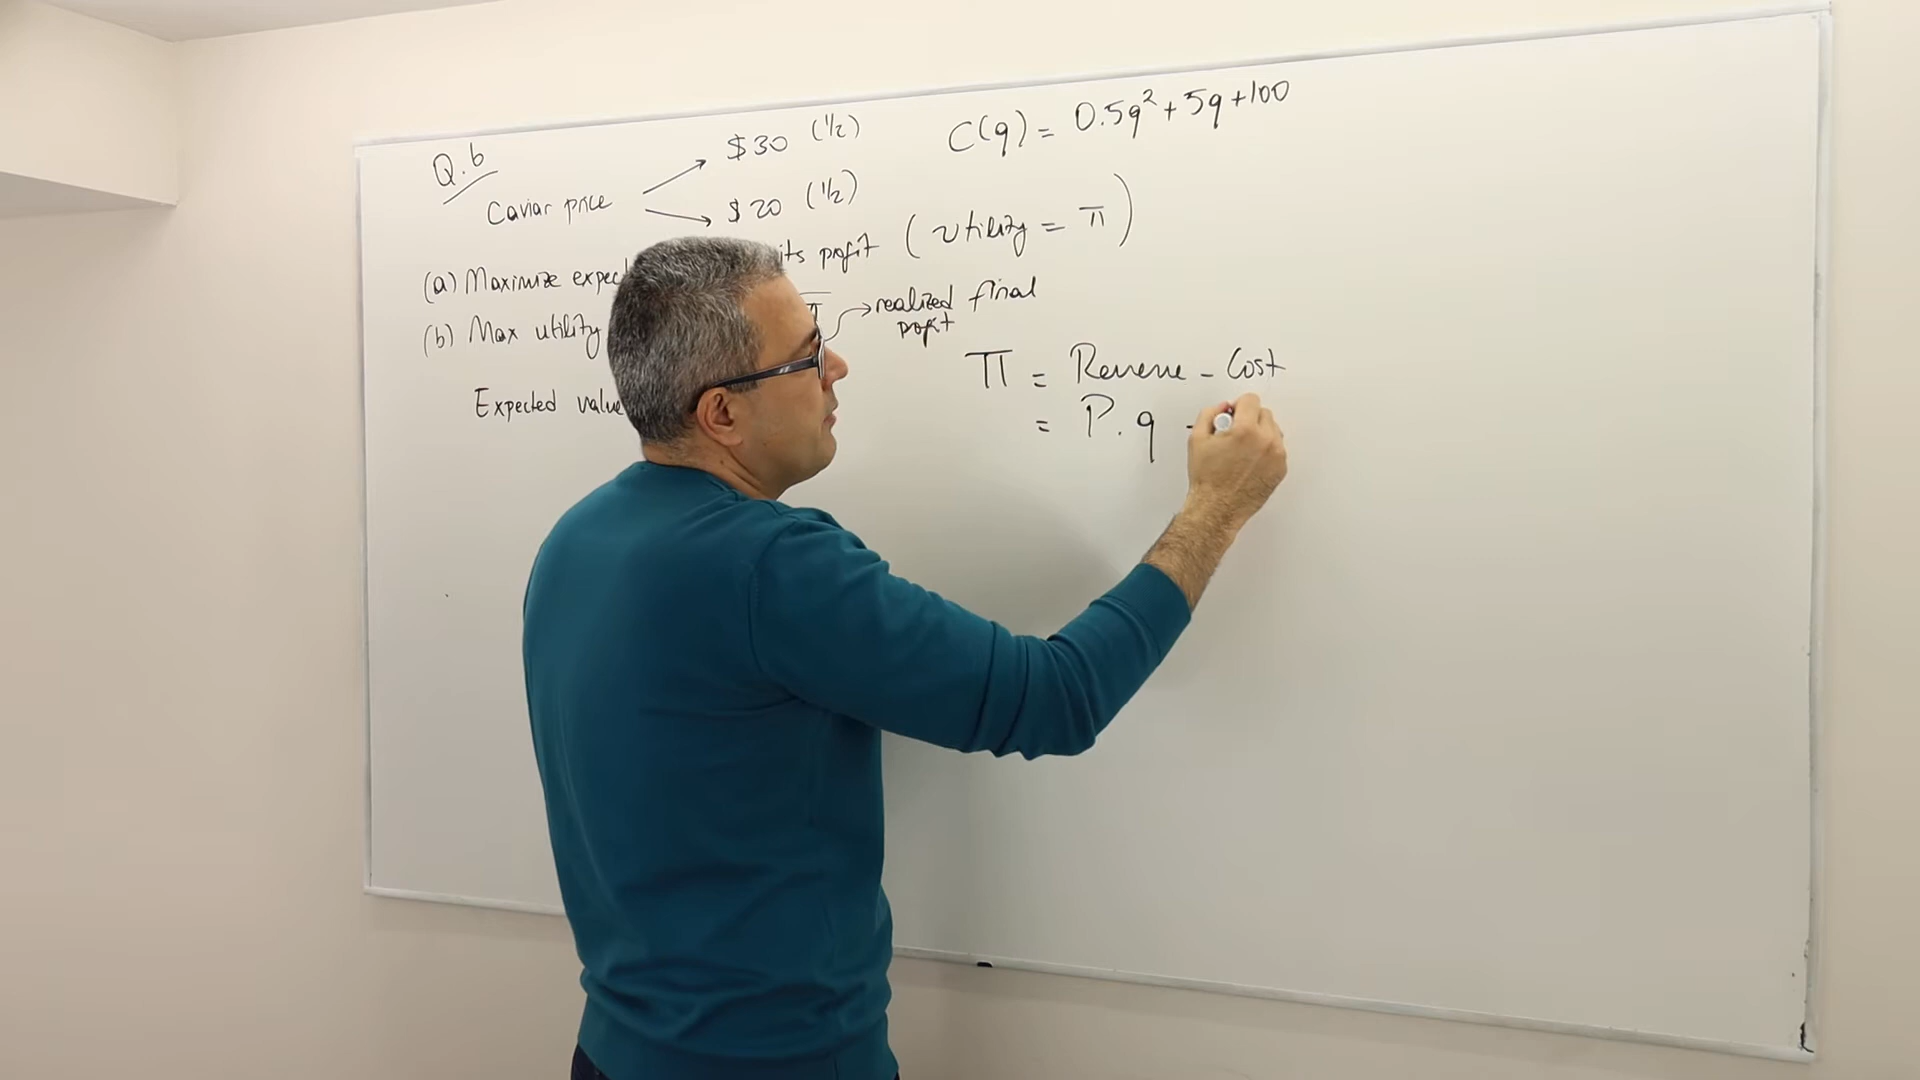 Q.6
Caviar price
$30 (1/2)
$20 (1/2)
C(q) = 0.5q² + 5q + 100
(a) Maximize expec its profit (utility = π)
(b) Max utility π → realized final
profit
Expected value
π = Revenue - Cost
= P. q -